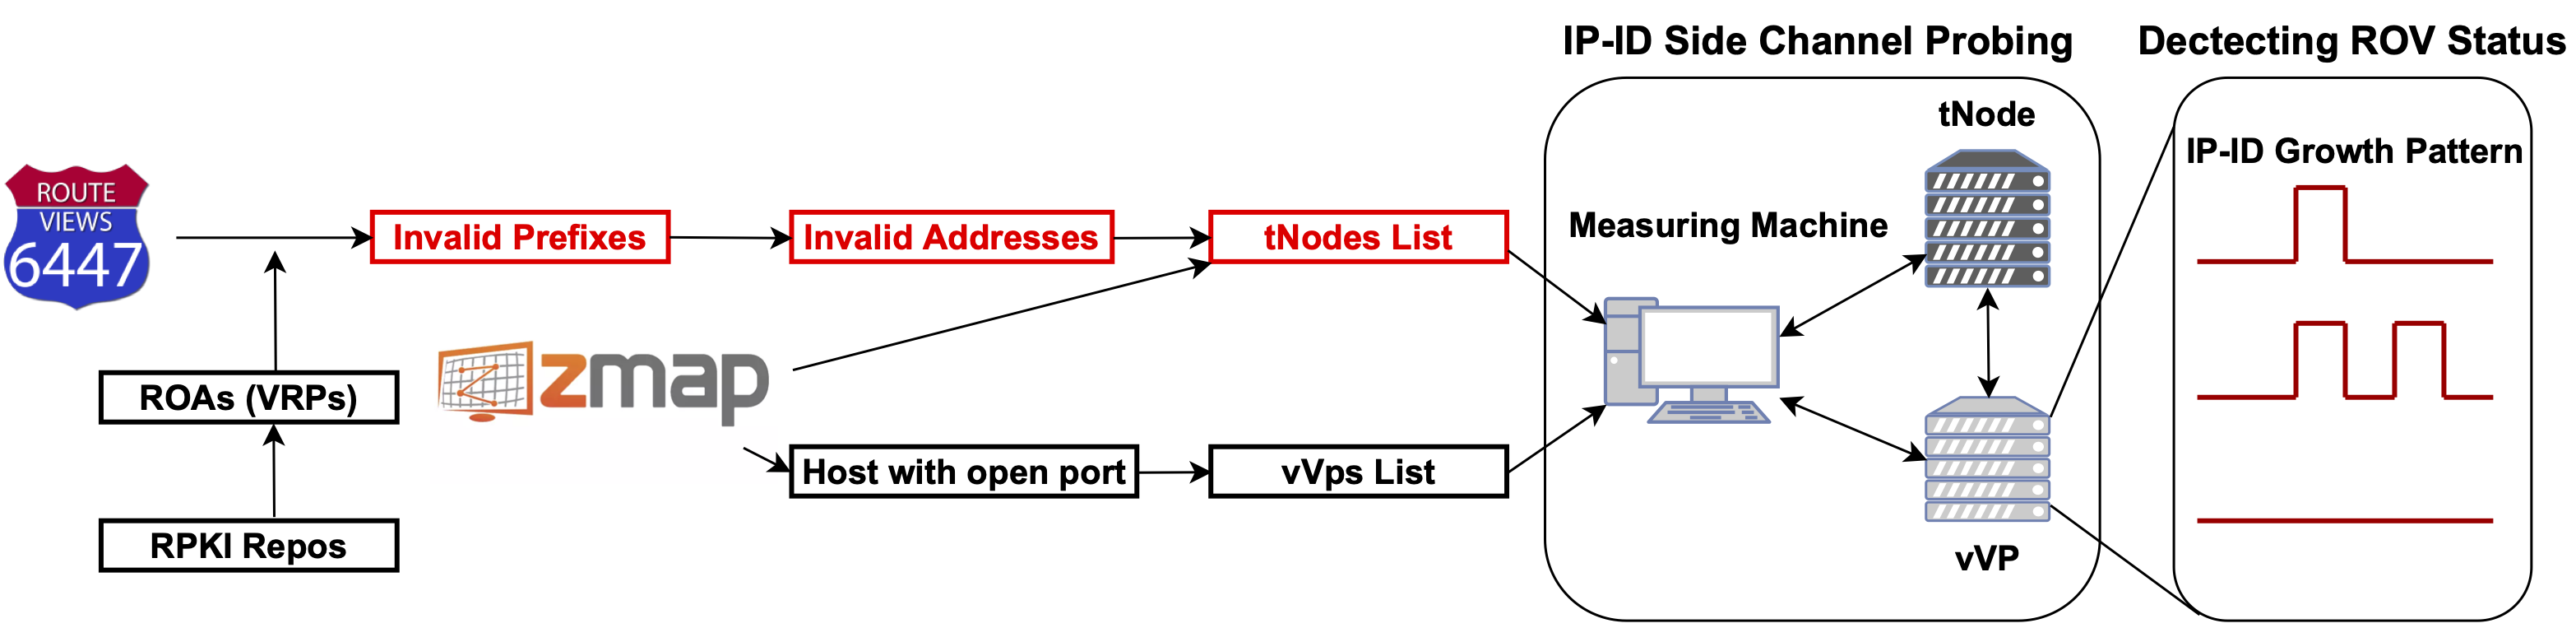 IP-ID Side Channel Probing
Dectecting ROV Status
tNode
IP-ID Growth Pattern
ROUTE
VIEWS
6447
Invalid Prefixes
Invalid Addresses
tNodes List
Measuring Machine
zmap
ROAs (VRPs)
Host with open port
vVps List
RPKI Repos
vVP